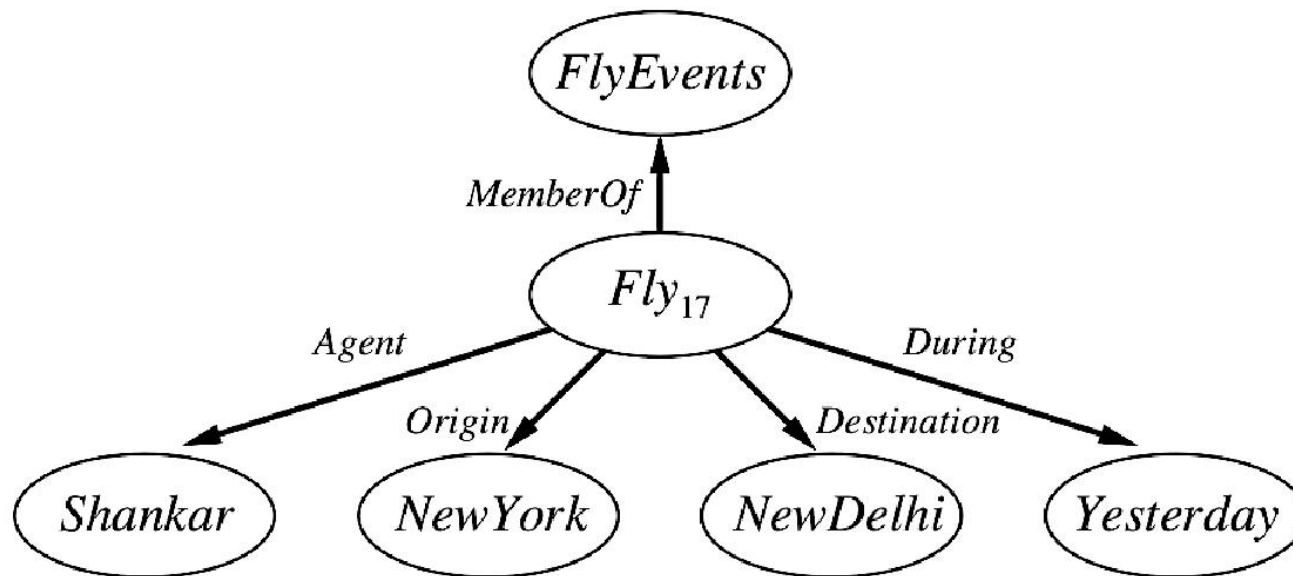 FlyEvents
MemberOf
Fly₁₇
Agent
During
Origin
Destination
Shankar
NewYork
NewDelhi
Yesterday